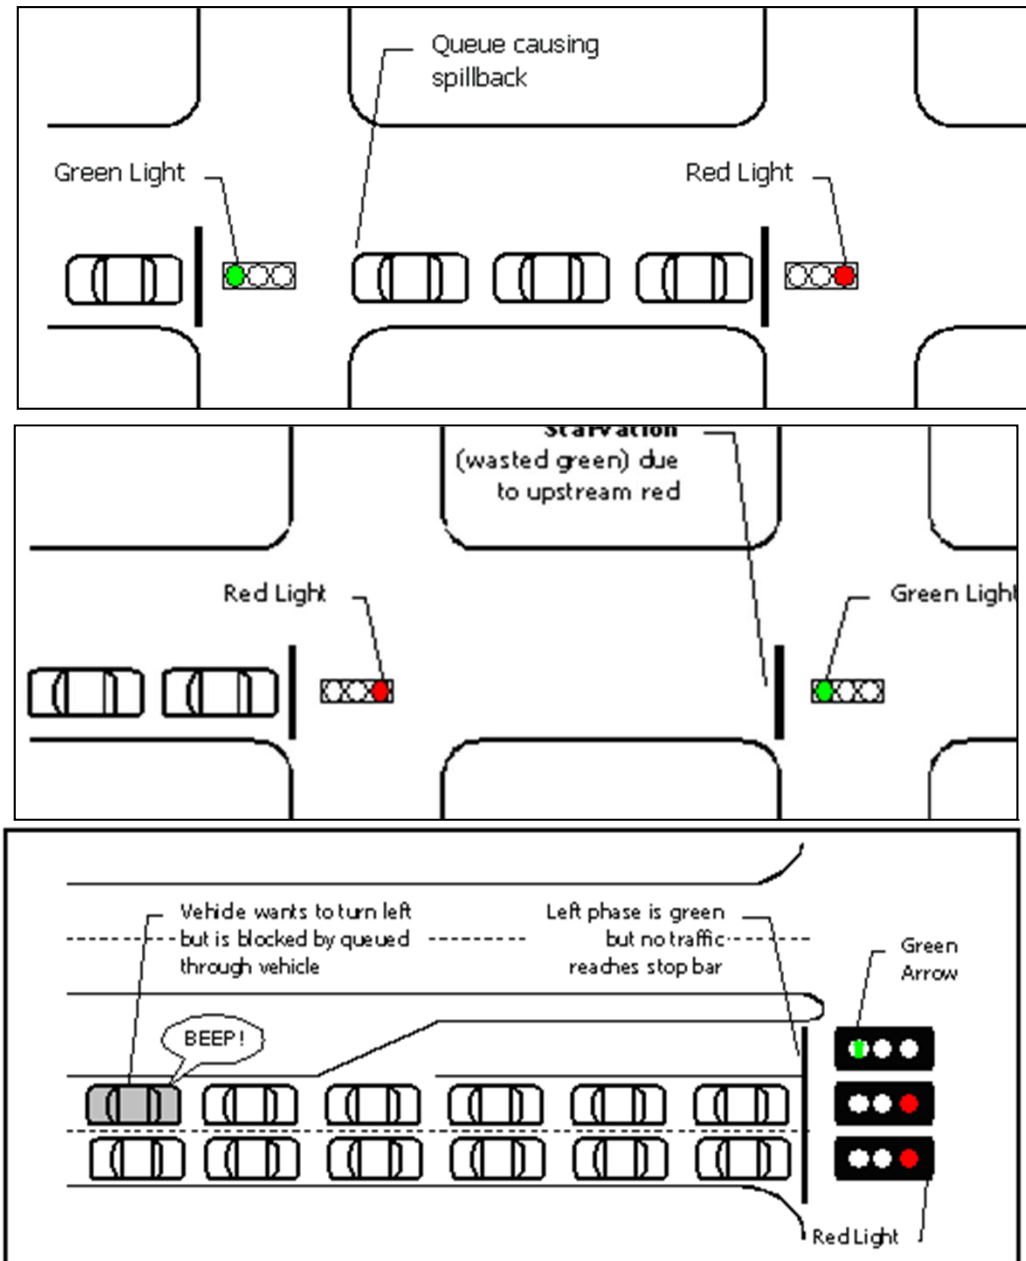 Queue causing
spillback
Green Light
Red Light
Starvation
(wasted green) due
to upstream red
Red Light
Green Light
Vehicle wants to turn left
but is blocked by queued
through vehicle
Left phase is green
but no traffic
reaches stop bar
Green
Arrow
BEEP!
Red Light